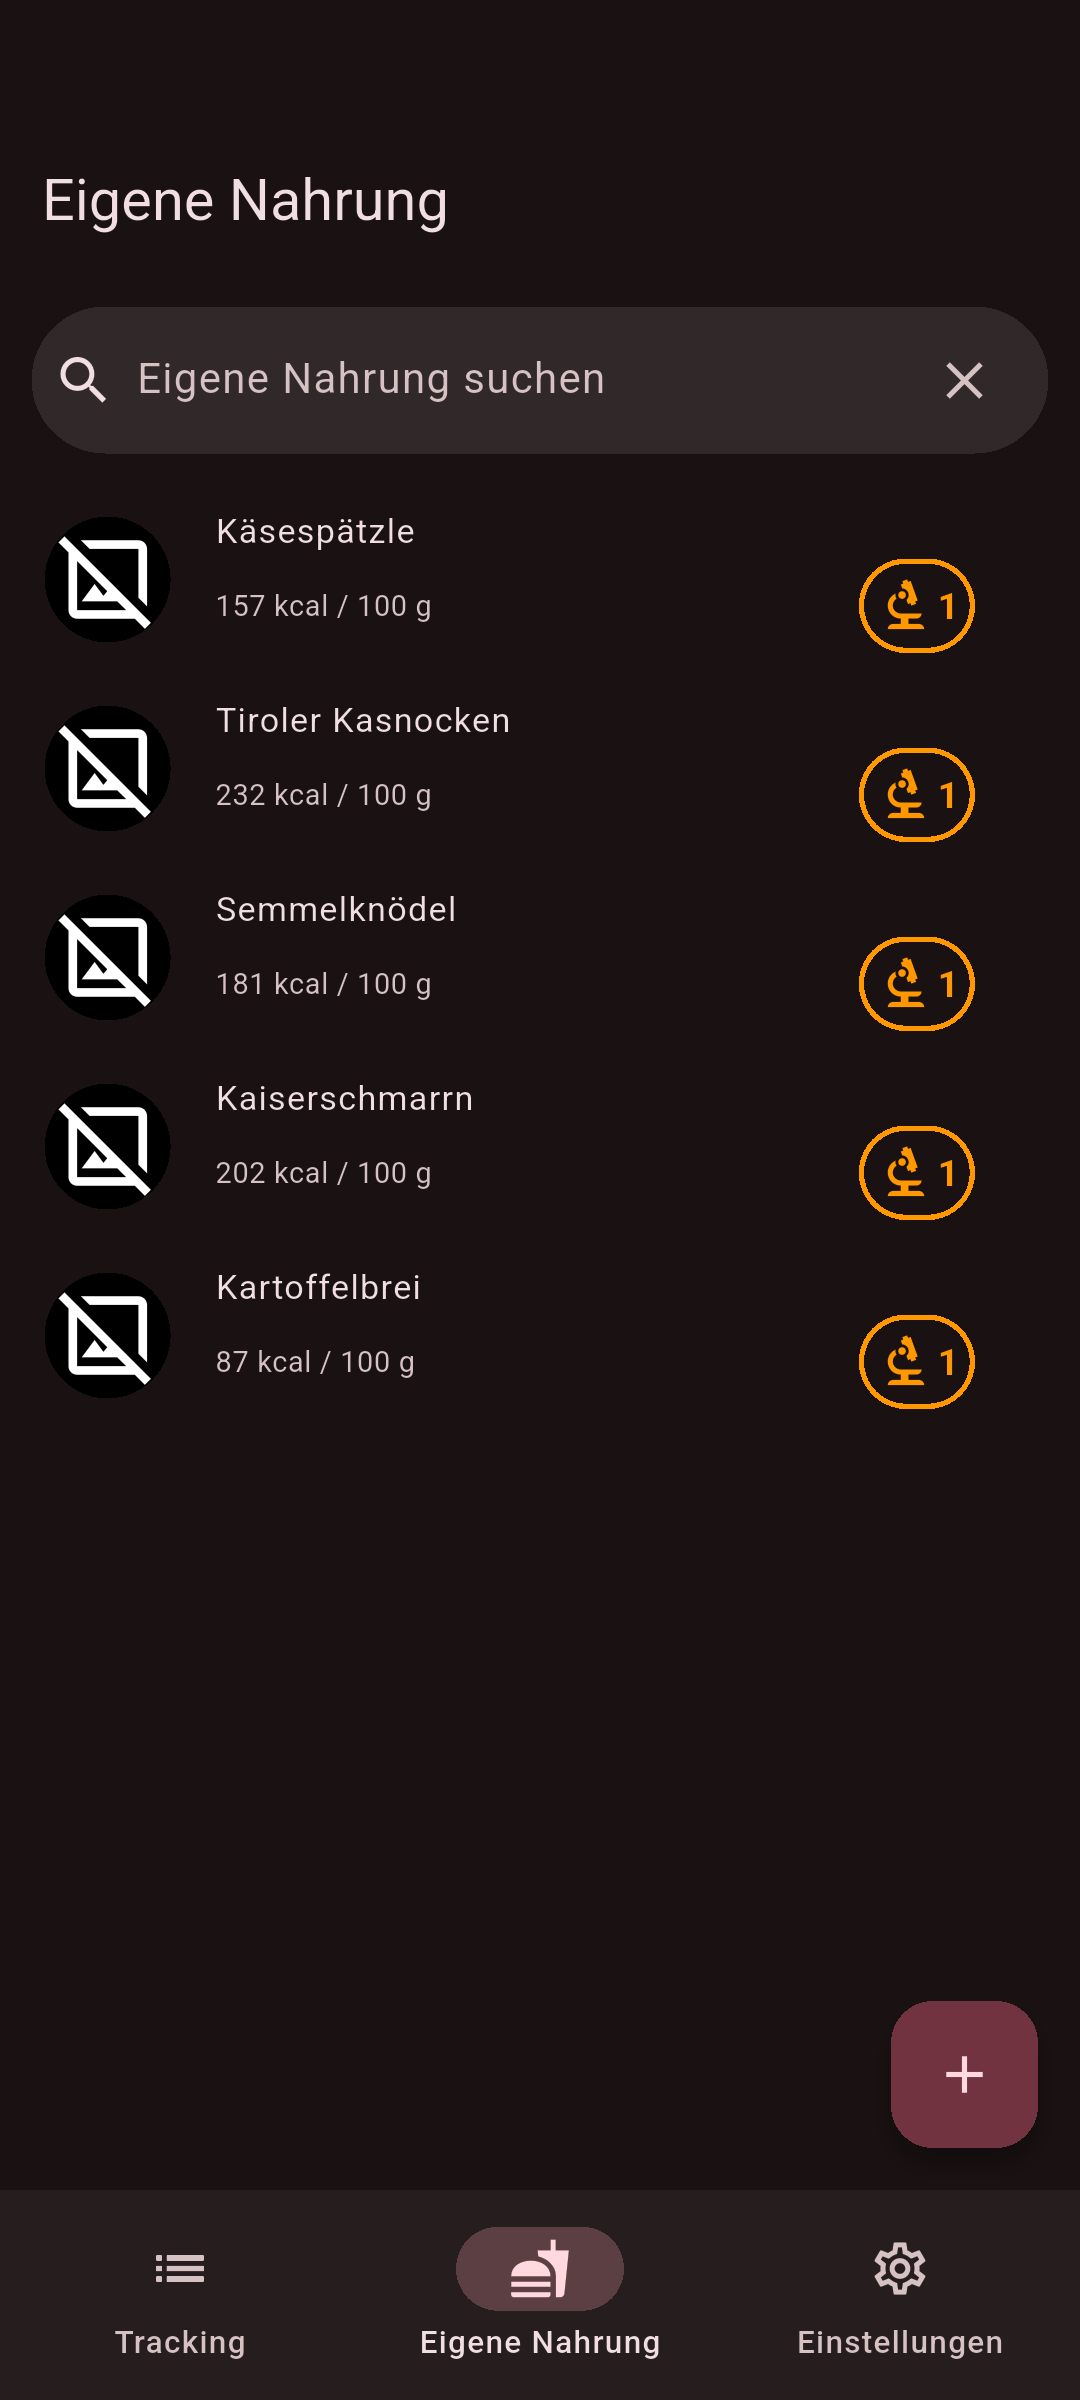 Eigene Nahrung
Eigene Nahrung suchen
Käsespätzle
157 kcal / 100 g
1
Tiroler Kasnocken
232 kcal / 100 g
1
Semmelknödel
181 kcal / 100 g
1
Kaiserschmarrn
202 kcal / 100 g
1
Kartoffelbrei
87 kcal / 100 g
1
Tracking
Eigene Nahrung
Einstellungen